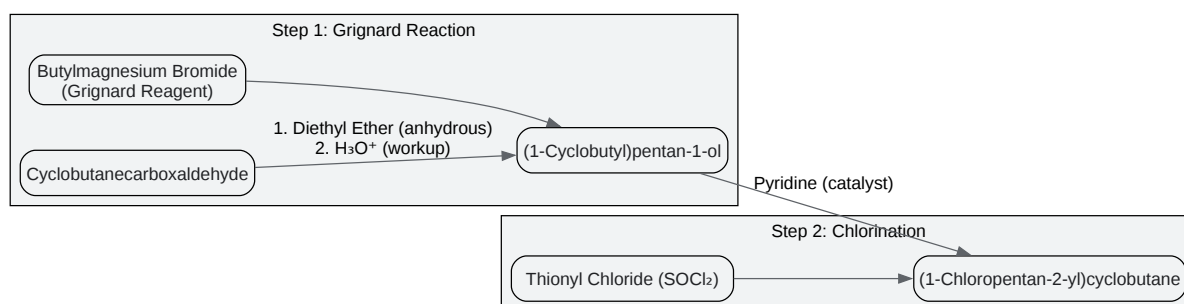 Step 1: Grignard Reaction
Butylmagnesium Bromide
(Grignard Reagent)
1. Diethyl Ether (anhydrous)
2. H₃O⁺ (workup)
Cyclobutanecarboxaldehyde
(1-Cyclobutyl)pentan-1-ol
Pyridine (catalyst)
Step 2: Chlorination
Thionyl Chloride (SOCl₂)
(1-Chloropentan-2-yl)cyclobutane